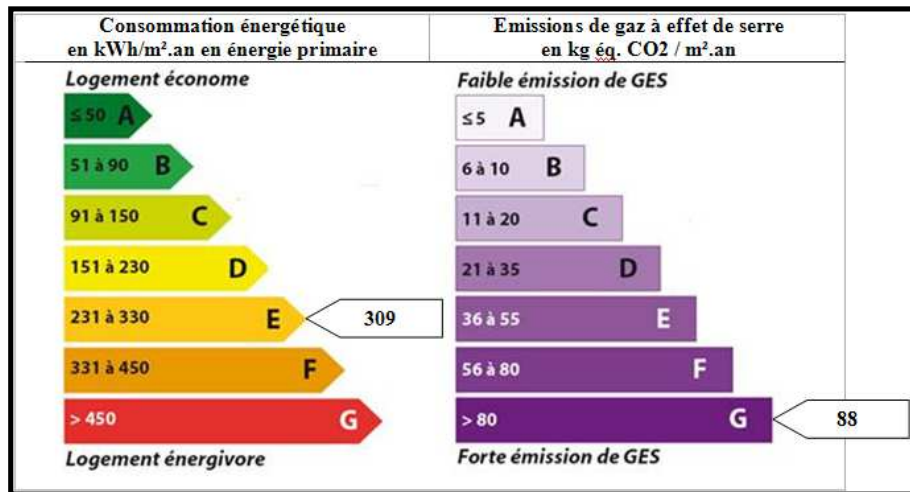 Consommation énergétique
en kWh/m².an en énergie primaire
Logement économe
≤ 50 A
51 à 90 B
91 à 150 C
151 à 230 D
231 à 330 E 309
331 à 450 F
> 450 G
Logement énergivore
Emissions de gaz à effet de serre
en kg éq. CO2 / m².an
Faible émission de GES
≤ 5 A
6 à 10 B
11 à 20 C
21 à 35 D
36 à 55 E
56 à 80 F
> 80 G 88
Forte émission de GES